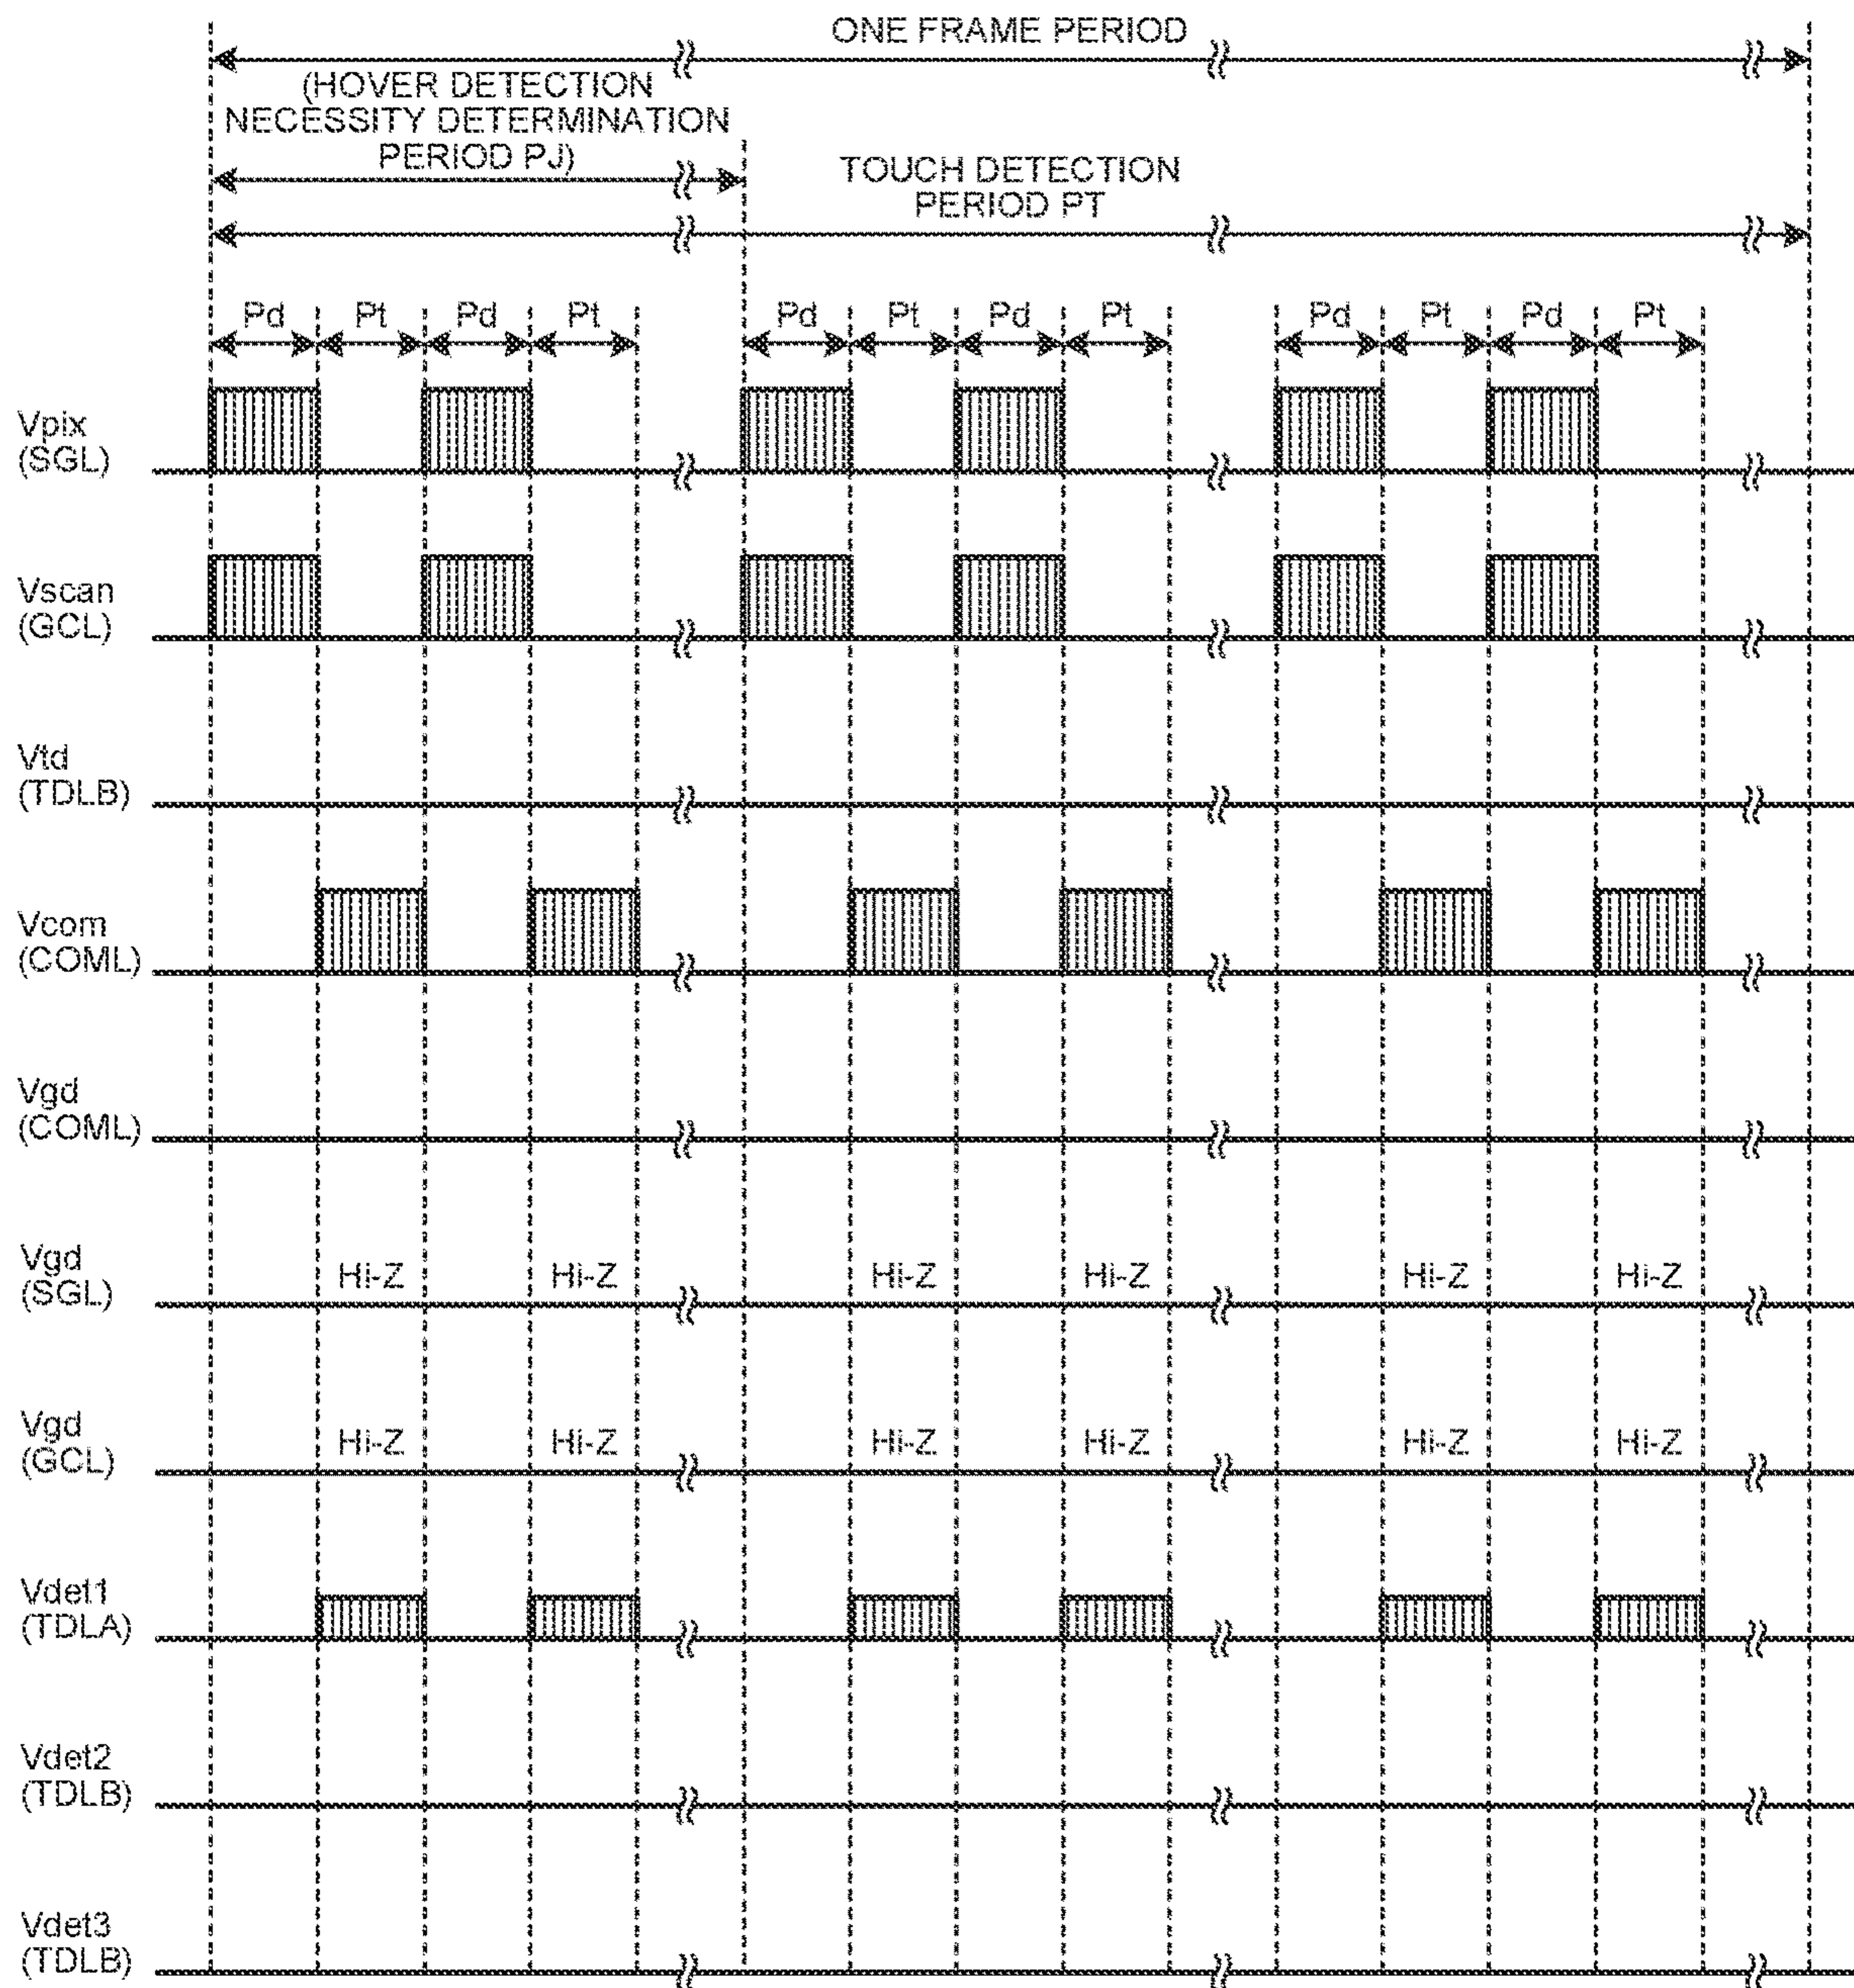 ONE FRAME PERIOD
(HOVER DETECTION
NECESSITY DETERMINATION
PERIOD PJ)
TOUCH DETECTION
PERIOD PT
Pd Pt Pd Pt Pd Pt Pd Pt Pd Pt Pd Pt
Vpix
(SGL)
Vscan
(GCL)
Vtd
(TDLB)
Vcom
(COML)
Vgd
(COML)
Vgd
(SGL)
Hi-Z Hi-Z Hi-Z Hi-Z Hi-Z Hi-Z
Vgd
(GCL)
Hi-Z Hi-Z Hi-Z Hi-Z Hi-Z Hi-Z
Vdet1
(TDLA)
Vdet2
(TDLB)
Vdet3
(TDLB)